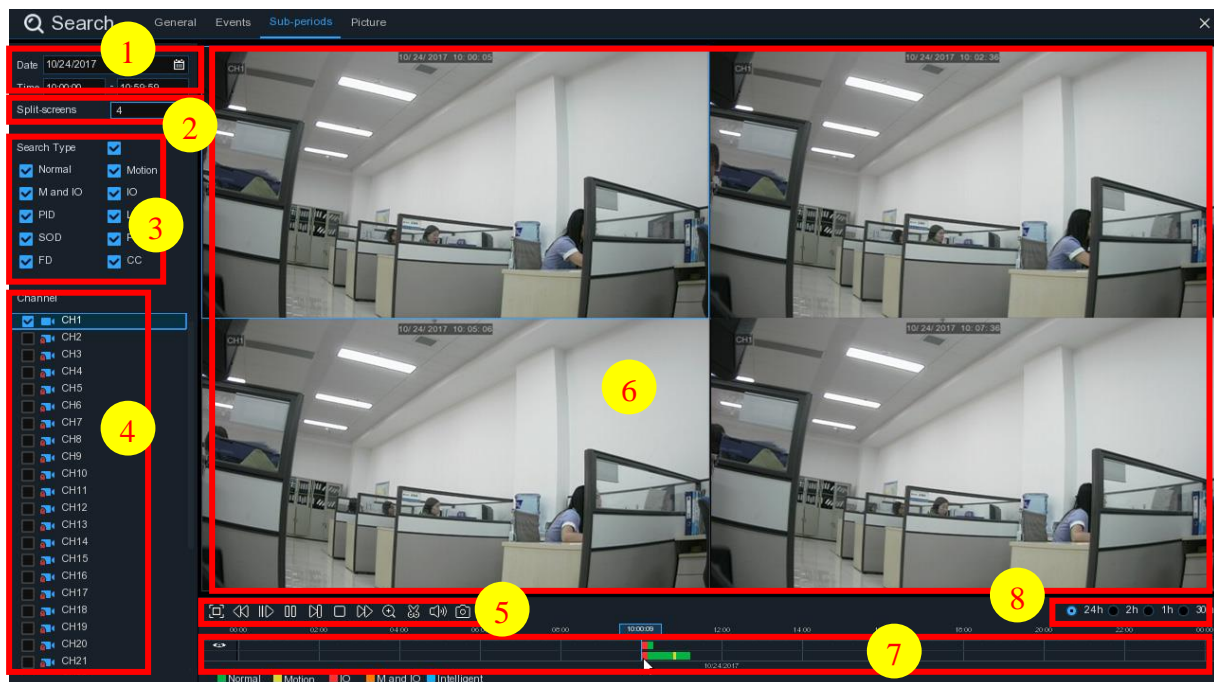 Search General Events Sub-periods Picture
1
Date 10/24/2017
Time 10:00:00 - 10:59:59
Split-screens 4
2
Search Type
Normal Motion
M and IO IO
PID
SOD
FD CC
3
Channel
CH1
CH2
CH3
CH4
CH5
CH6
CH7
CH8
CH9
CH10
CH11
CH12
CH13
CH14
CH15
CH16
CH17
CH18
CH19
CH20
CH21
4
10/24/2017 10:00:05
CH1
10/24/2017 10:02:36
CH1
10/24/2017 10:05:06
CH1
10/24/2017 10:07:36
CH1
6
5
8
24h 2h 1h 30
00:00 02:00 04:00 08:00 10:00:09 12:00 14:00 18:00 20:00 22:00 00:00
7
10/24/2017
Normal Motion IO M and IO Intelligent